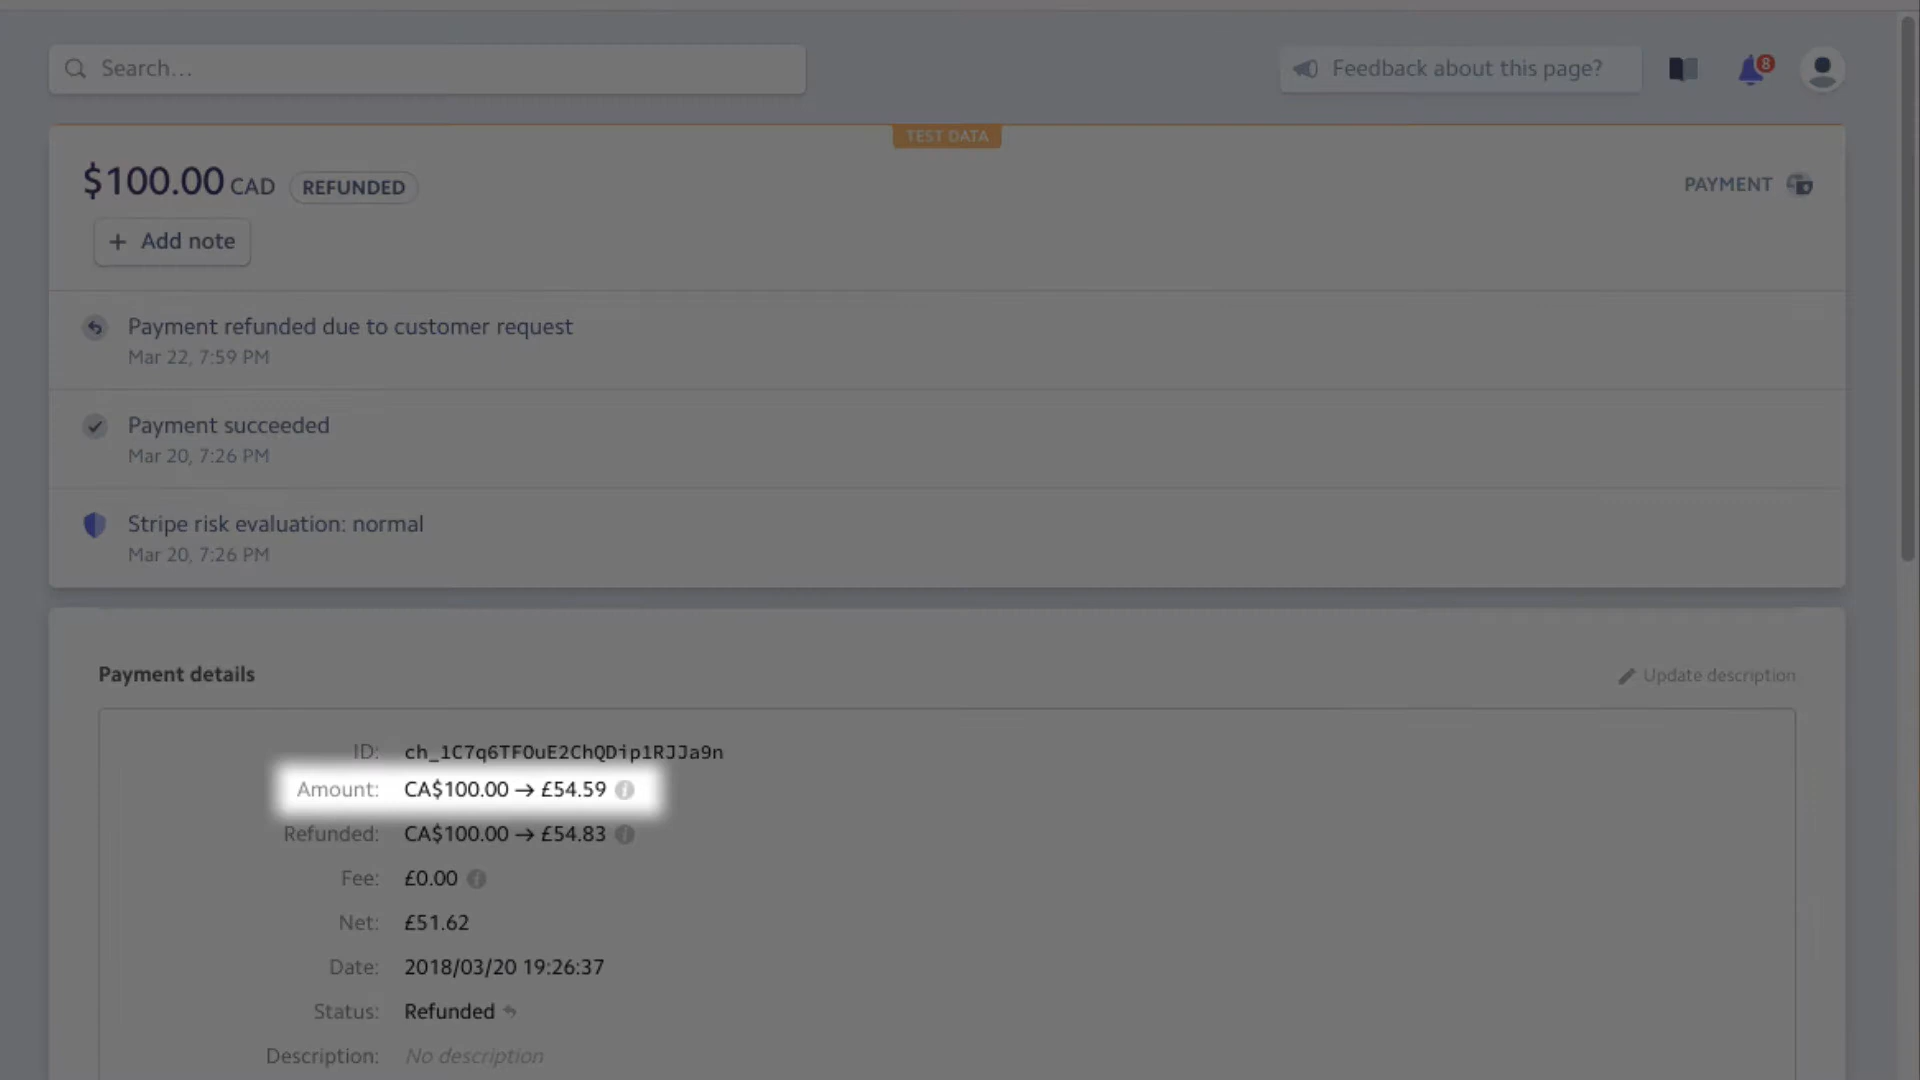 Search...
Feedback about this page?
8
TEST DATA
$100.00 CAD REFUNDED
PAYMENT
+ Add note
Payment refunded due to customer request
Mar 22, 7:59 PM
Payment succeeded
Mar 20, 7:26 PM
Stripe risk evaluation: normal
Mar 20, 7:26 PM
Payment details
Update description
ID: ch_1C7q6TFOuE2ChQDip1RJJa9n
Amount: CA$100.00 → £54.59
Refunded: CA$100.00 → £54.83
Fee: £0.00
Net: £51.62
Date: 2018/03/20 19:26:37
Status: Refunded
Description: No description